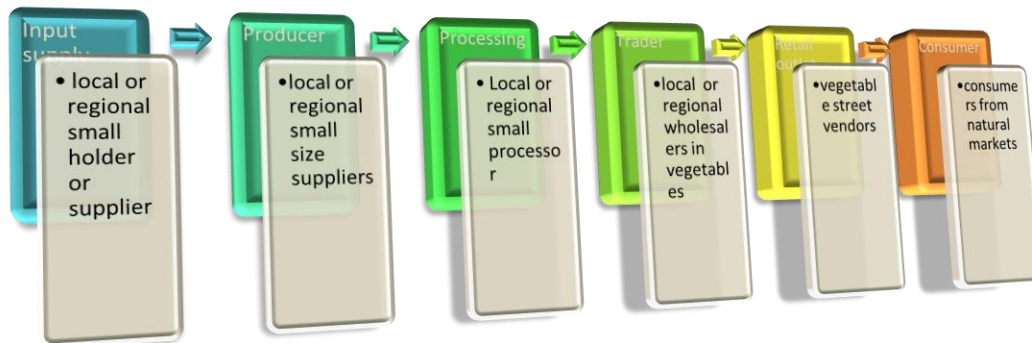 Input
supply
• local or
regional
small
holder
or
supplier
Producer
•local or
regional
small
size
suppliers
Processing
• Local or
regional
small
processo
r
Trader
•local or
regional
wholesal
ers in
vegetabl
es
Retail
outlet
•vegetabl
e street
vendors
Consumer
•consume
rs from
natural
markets